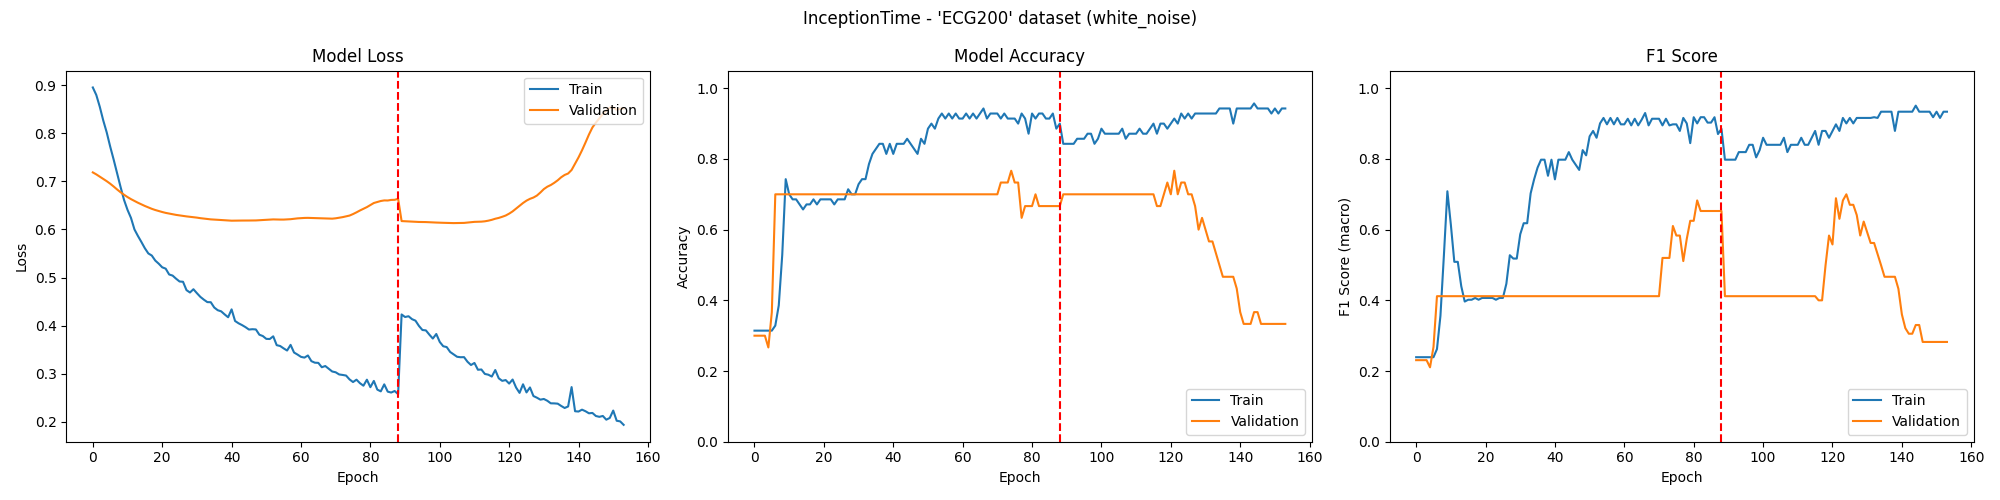 InceptionTime - 'ECG200' dataset (white_noise)
Model Loss
Loss
0.9
0.8
0.7
0.6
0.5
0.4
0.3
0.2
0 20 40 60 80 100 120 140 160
Epoch
Train
Validation
Model Accuracy
Accuracy
1.0
0.8
0.6
0.4
0.2
0.0
0 20 40 60 80 100 120 140 160
Epoch
Train
Validation
F1 Score
F1 Score (macro)
1.0
0.8
0.6
0.4
0.2
0.0
0 20 40 60 80 100 120 140 160
Epoch
Train
Validation